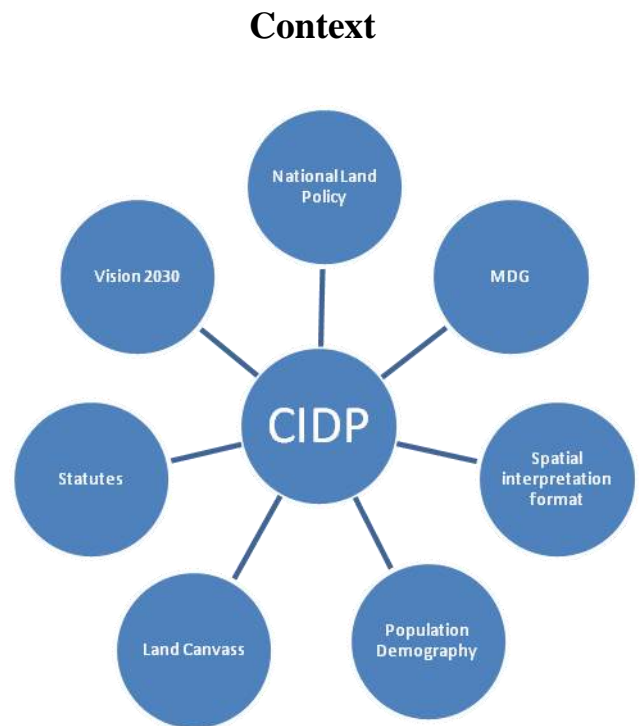 Context
National Land
Policy
Vision 2030
MDG
CIDP
Statutes
Spatial
interpretation
format
Land Canvass
Population
Demography